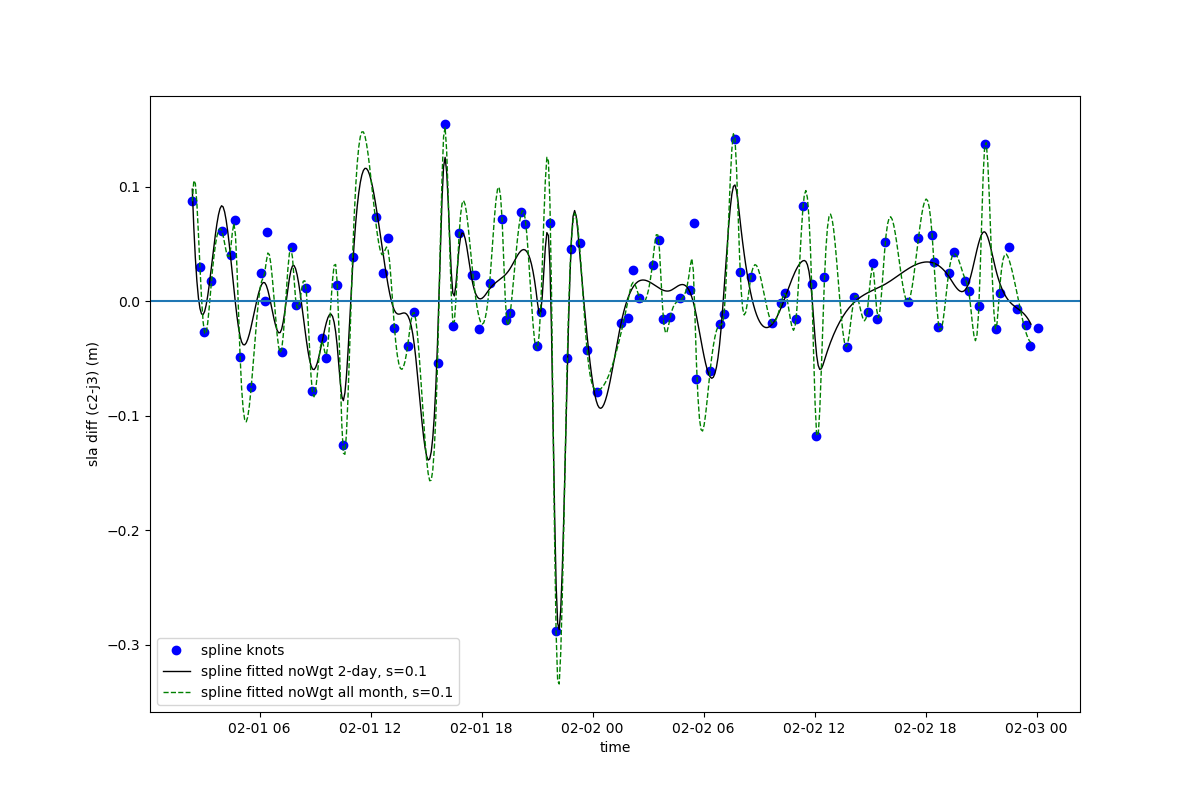 0.1
0.0
−0.1
−0.2
−0.3
sla diff (c2-j3) (m)
spline knots
spline fitted noWgt 2-day, s=0.1
spline fitted noWgt all month, s=0.1
02-01 06
02-01 12
02-01 18
02-02 00
02-02 06
02-02 12
02-02 18
02-03 00
time